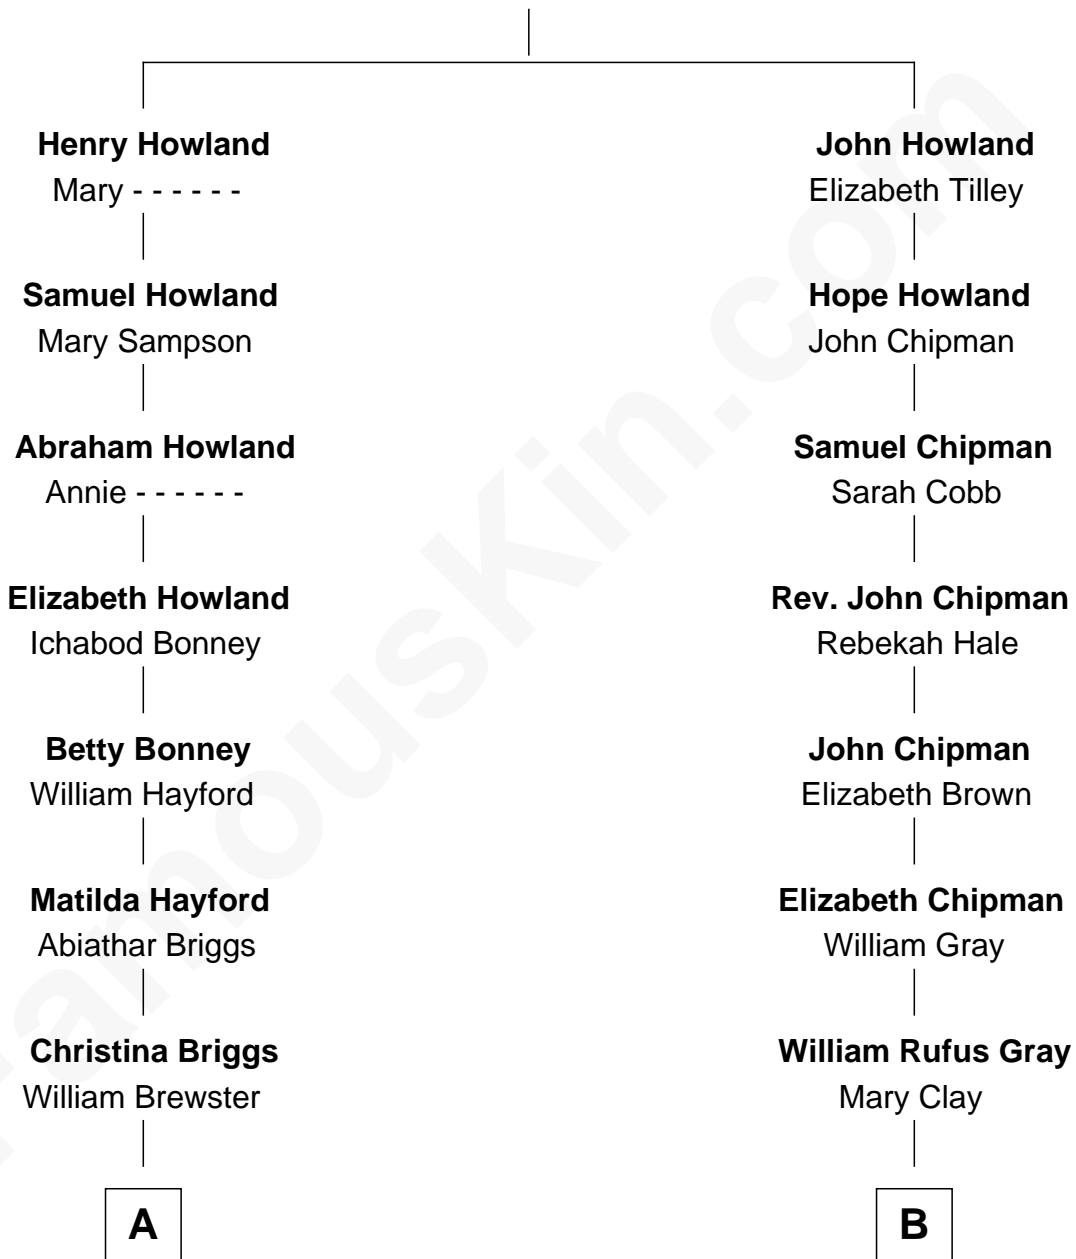 Henry Howland
Mary - - - - - -
Samuel Howland
Mary Sampson
Abraham Howland
Annie - - - - - -
Elizabeth Howland
Ichabod Bonney
Betty Bonney
William Hayford
Matilda Hayford
Abiathar Briggs
Christina Briggs
William Brewster
A
John Howland
Elizabeth Tilley
Hope Howland
John Chipman
Samuel Chipman
Sarah Cobb
Rev. John Chipman
Rebekah Hale
John Chipman
Elizabeth Brown
Elizabeth Chipman
William Gray
William Rufus Gray
Mary Clay
B
FamousKin.com